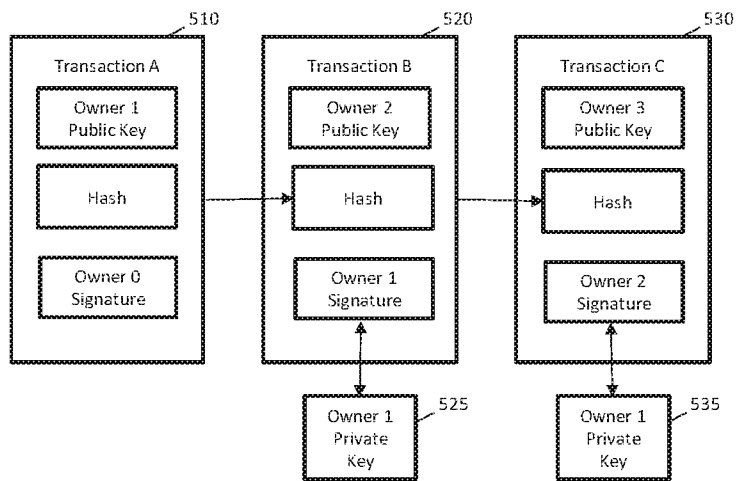 510
520
530
Transaction A
Transaction B
Transaction C
Owner 1
Public Key
Owner 2
Public Key
Owner 3
Public Key
Hash
Hash
Hash
Owner 0
Signature
Owner 1
Signature
Owner 2
Signature
Owner 1
Private
Key
525
Owner 1
Private
Key
535